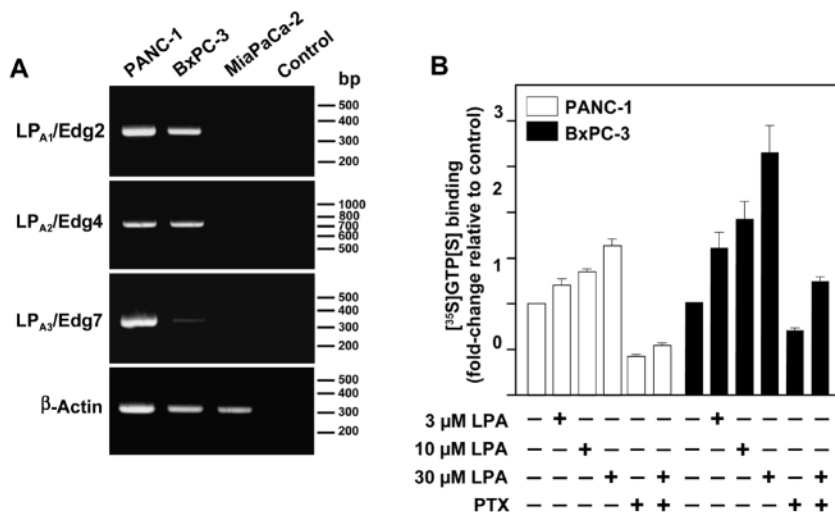 A
PANC-1
BxPC-3
MiaPaCa-2
Control
bp
LPA1/Edg2
500
400
300
200
LPA2/Edg4
1000
800
700
600
500
LPA3/Edg7
500
400
300
200
β-Actin
500
400
300
200
B
[35S]GTP[S] binding
(fold-change relative to control)
3
2
1
0
PANC-1
BxPC-3
3 µM LPA – + – – – – – + – – – –
10 µM LPA – – + – – – – – + – – –
30 µM LPA – – – + – + – – – + – +
PTX – – – – + + – – – – + +